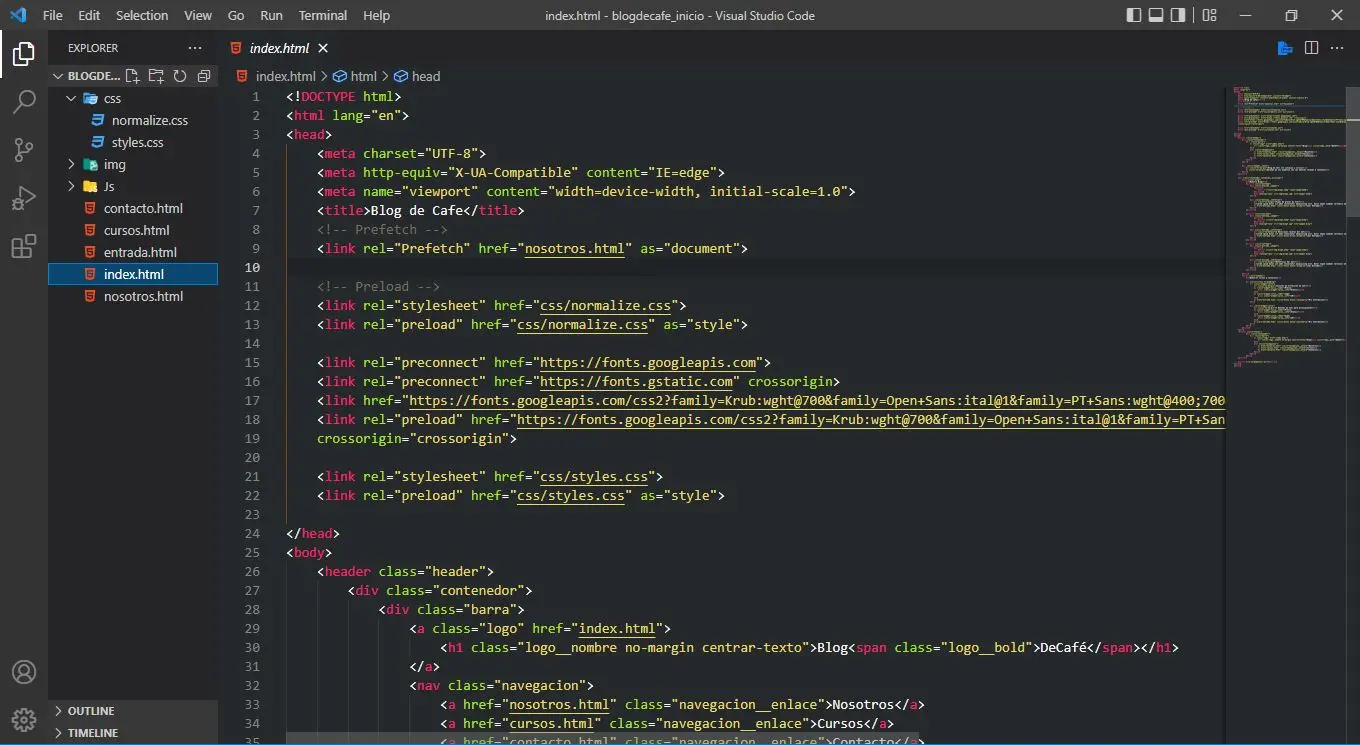 File Edit Selection View Go Run Terminal Help index.html - blogdecafe_inicio - Visual Studio Code
EXPLORER
BLOGDE...
css
normalize.css
styles.css
img
Js
contacto.html
cursos.html
entrada.html
index.html
nosotros.html
OUTLINE
TIMELINE
index.html
index.html > html > head
1 <!DOCTYPE html>
2 <html lang="en">
3 <head>
4 <meta charset="UTF-8">
5 <meta http-equiv="X-UA-Compatible" content="IE=edge">
6 <meta name="viewport" content="width=device-width, initial-scale=1.0">
7 <title>Blog de Cafe</title>
8 <!-- Prefetch -->
9 <link rel="Prefetch" href="nosotros.html" as="document">
10
11 <!-- Preload -->
12 <link rel="stylesheet" href="css/normalize.css">
13 <link rel="preload" href="css/normalize.css" as="style">
14
15 <link rel="preconnect" href="https://fonts.googleapis.com">
16 <link rel="preconnect" href="https://fonts.gstatic.com" crossorigin>
17 <link href="https://fonts.googleapis.com/css2?family=Krub:wght@700&family=Open+Sans:ital@1&family=PT+Sans:wght@400;700
18 <link rel="preload" href="https://fonts.googleapis.com/css2?family=Krub:wght@700&family=Open+Sans:ital@1&family=PT+San
19 crossorigin="crossorigin">
20
21 <link rel="stylesheet" href="css/styles.css">
22 <link rel="preload" href="css/styles.css" as="style">
23
24 </head>
25 <body>
26 <header class="header">
27 <div class="contenedor">
28 <div class="barra">
29 <a class="logo" href="index.html">
30 <h1 class="logo__nombre no-margin centrar-texto">Blog<span class="logo__bold">DeCafé</span></h1>
31 </a>
32 <nav class="navegacion">
33 <a href="nosotros.html" class="navegacion__enlace">Nosotros</a>
34 <a href="cursos.html" class="navegacion__enlace">Cursos</a>
35 <a href="contacto.html" class="navegacion__enlace">Contacto</a>